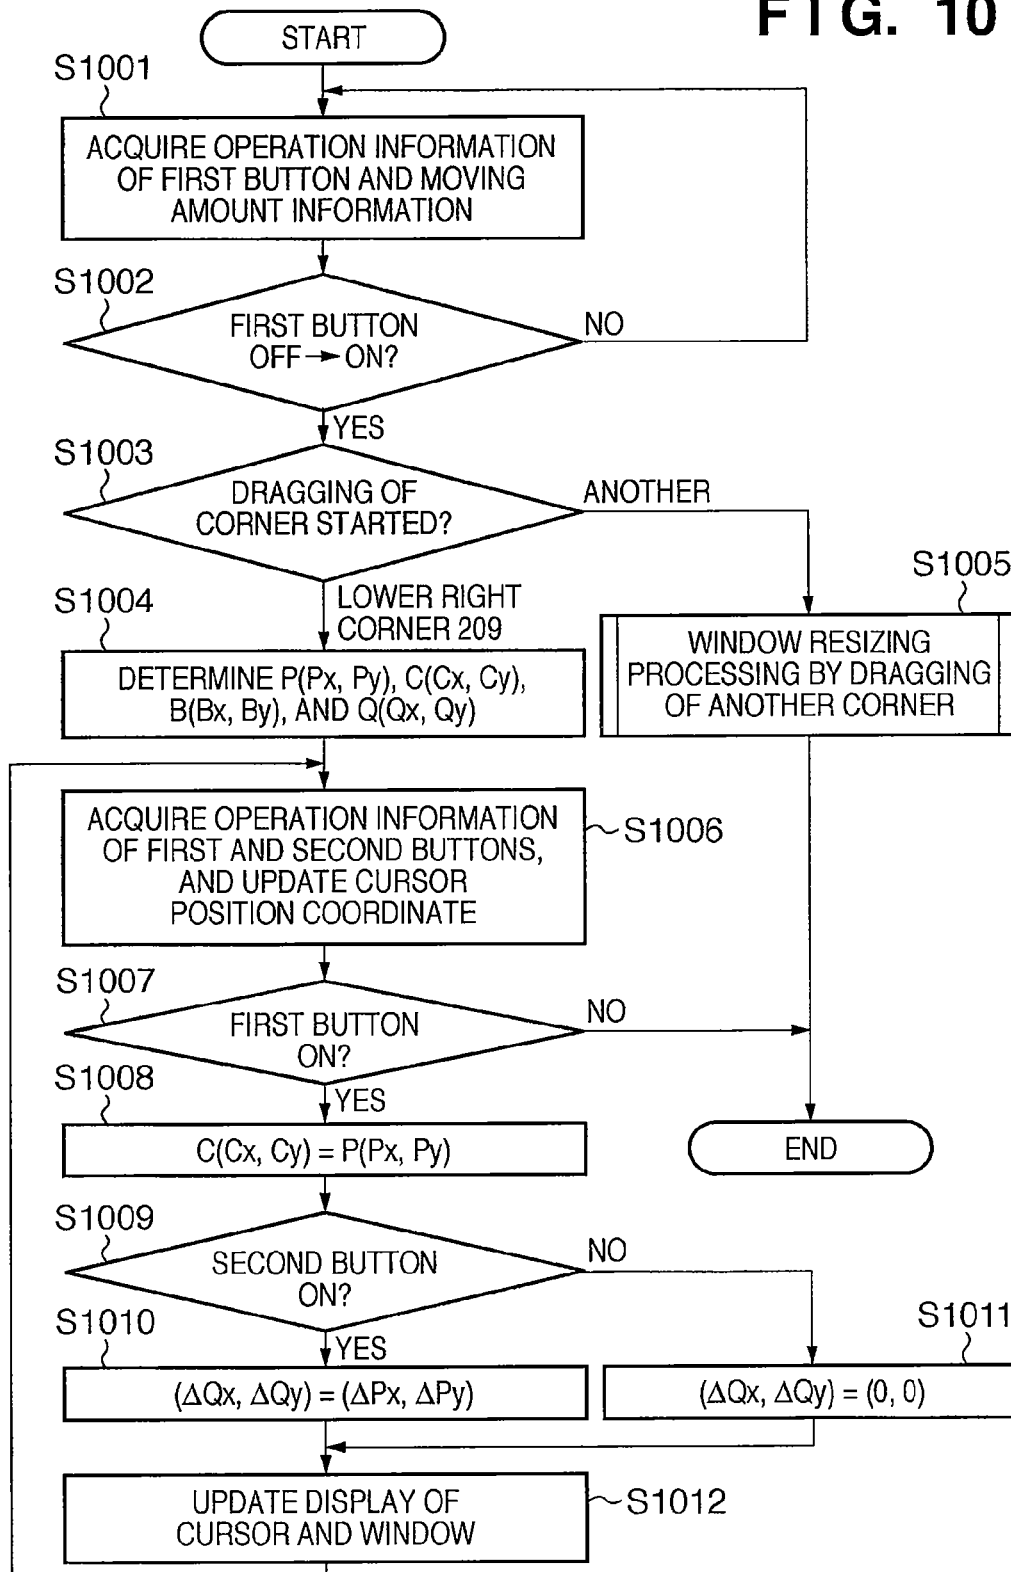 FIG. 10
START
S1001
ACQUIRE OPERATION INFORMATION
OF FIRST BUTTON AND MOVING
AMOUNT INFORMATION
S1002
FIRST BUTTON
OFF→ON?
NO
YES
S1003
DRAGGING OF
CORNER STARTED?
ANOTHER
LOWER RIGHT
CORNER 209
S1004
DETERMINE P(Px, Py), C(Cx, Cy),
B(Bx, By), AND Q(Qx, Qy)
S1005
WINDOW RESIZING
PROCESSING BY DRAGGING
OF ANOTHER CORNER
ACQUIRE OPERATION INFORMATION
OF FIRST AND SECOND BUTTONS,
AND UPDATE CURSOR
POSITION COORDINATE
S1006
S1007
FIRST BUTTON
ON?
NO
YES
S1008
C(Cx, Cy) = P(Px, Py)
END
S1009
SECOND BUTTON
ON?
NO
YES
S1010
(ΔQx, ΔQy) = (ΔPx, ΔPy)
S1011
(ΔQx, ΔQy) = (0, 0)
UPDATE DISPLAY OF
CURSOR AND WINDOW
S1012